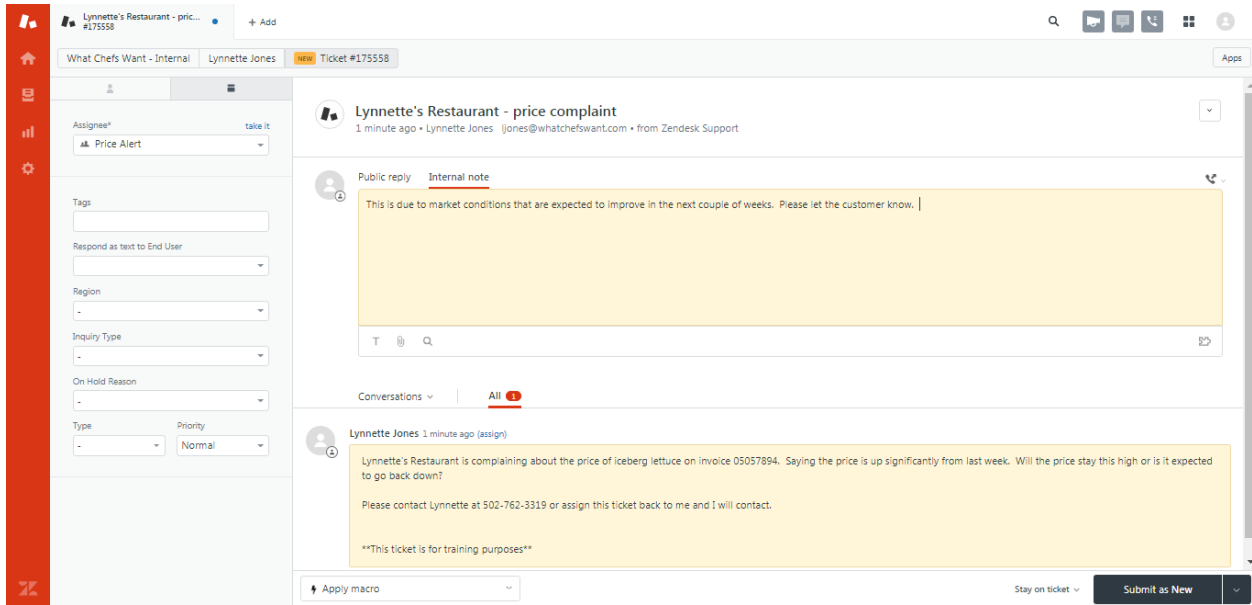 Lynnette's Restaurant - pric...
#175558
+ Add
What Chefs Want - Internal
Lynnette Jones
NEW Ticket #175558
Apps
Assignee*
take it
Price Alert
Tags
Respond as text to End User
Region
-
Inquiry Type
-
On Hold Reason
-
Type
Priority
-
Normal
Lynnette's Restaurant - price complaint
1 minute ago • Lynnette Jones ljones@whatchefswant.com • from Zendesk Support
Public reply
Internal note
This is due to market conditions that are expected to improve in the next couple of weeks. Please let the customer know.
T
Conversations
All 1
Lynnette Jones 1 minute ago (assign)
Lynnette's Restaurant is complaining about the price of iceberg lettuce on invoice 05057894. Saying the price is up significantly from last week. Will the price stay this high or is it expected
to go back down?
Please contact Lynnette at 502-762-3319 or assign this ticket back to me and I will contact.
**This ticket is for training purposes**
Apply macro
Stay on ticket
Submit as New